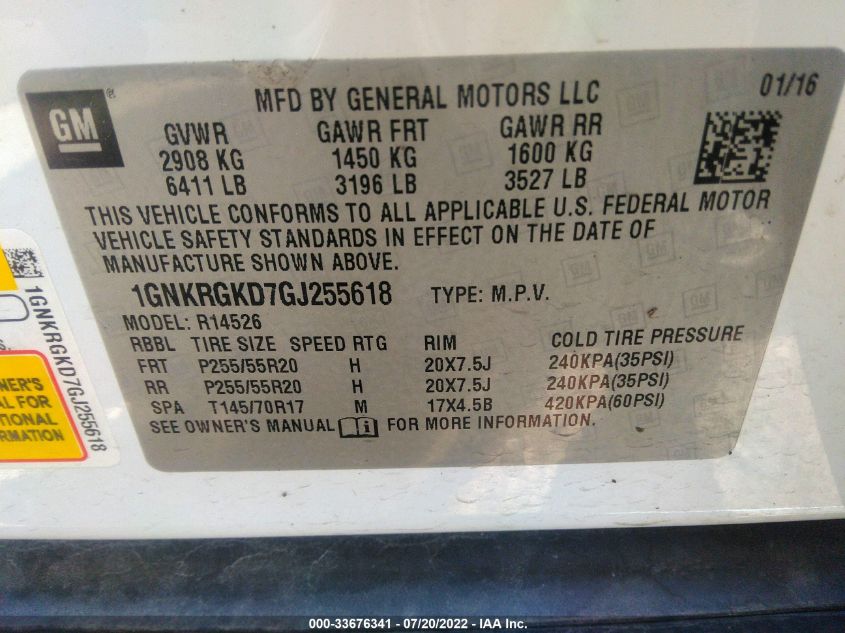 GM
MFD BY GENERAL MOTORS LLC
01/16
GVWR GAWR FRT GAWR RR
2908 KG 1450 KG 1600 KG
6411 LB 3196 LB 3527 LB
THIS VEHICLE CONFORMS TO ALL APPLICABLE U.S. FEDERAL MOTOR
VEHICLE SAFETY STANDARDS IN EFFECT ON THE DATE OF
MANUFACTURE SHOWN ABOVE.
1GNKRGKD7GJ255618 TYPE: M.P.V.
MODEL: R14526
RBBL TIRE SIZE SPEED RTG RIM COLD TIRE PRESSURE
FRT P255/55R20 H 20X7.5J 240KPA(35PSI)
RR P255/55R20 H 20X7.5J 240KPA(35PSI)
SPA T145/70R17 M 17X4.5B 420KPA(60PSI)
SEE OWNER'S MANUAL FOR MORE INFORMATION.
1GNKRGKD7GJ255618
000-33676341 - 07/20/2022 - IAA Inc.